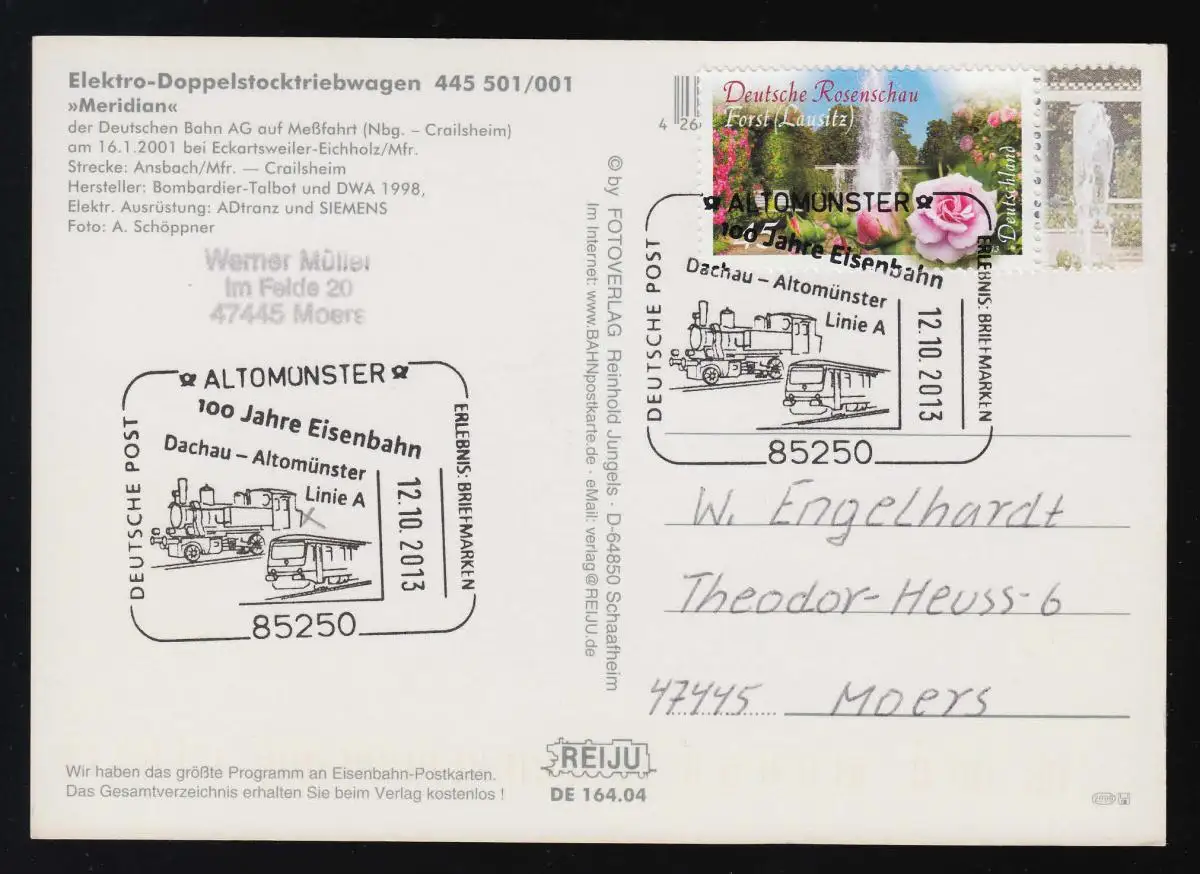 Elektro-Doppelstocktriebwagen 445 501/001
»Meridian«
der Deutschen Bahn AG auf Meßfahrt (Nbg. – Crailsheim)
am 16.1.2001 bei Eckartsweiler-Eichholz/Mfr.
Strecke: Ansbach/Mfr. — Crailsheim
Hersteller: Bombardier-Talbot und DWA 1998,
Elektr. Ausrüstung: ADtranz und SIEMENS
Foto: A. Schöppner
Werner Müller
Im Felde 20
47445 Moers
ALTOMÜNSTER
100 Jahre Eisenbahn
Dachau – Altomünster
Linie A
DEUTSCHE POST
12.10.2013
ERLEBNIS: BRIEFMARKEN
85250
Wir haben das größte Programm an Eisenbahn-Postkarten.
Das Gesamtverzeichnis erhalten Sie beim Verlag kostenlos !
© by FOTOVERLAG Reinhold Jungels · D-64850 Schaafheim
Im Internet: www.BAHNpostkarte.de · eMail: verlag@REIJU.de
REIJU
DE 164.04
4 26
Deutsche Rosenschau
Forst (Lausitz)
Deutschland
ALTOMÜNSTER
100 Jahre Eisenbahn
Dachau – Altomünster
Linie A
DEUTSCHE POST
12.10.2013
ERLEBNIS: BRIEFMARKEN
85250
W. Engelhardt
Theodor-Heuss-6
47445 Moers